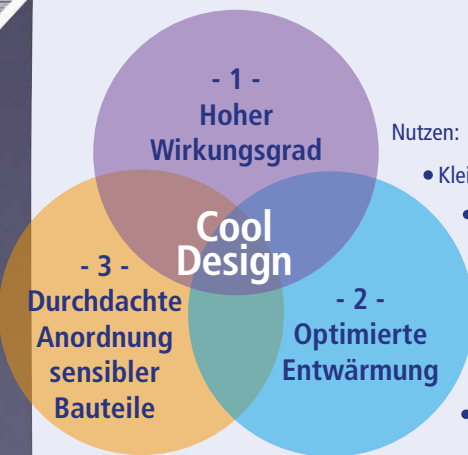 - 1 -
Hoher
Wirkungsgrad
Nutzen:
Cool
Design
- 3 -
Durchdachte
Anordnung
sensibler
Bauteile
- 2 -
Optimierte
Entwärmung